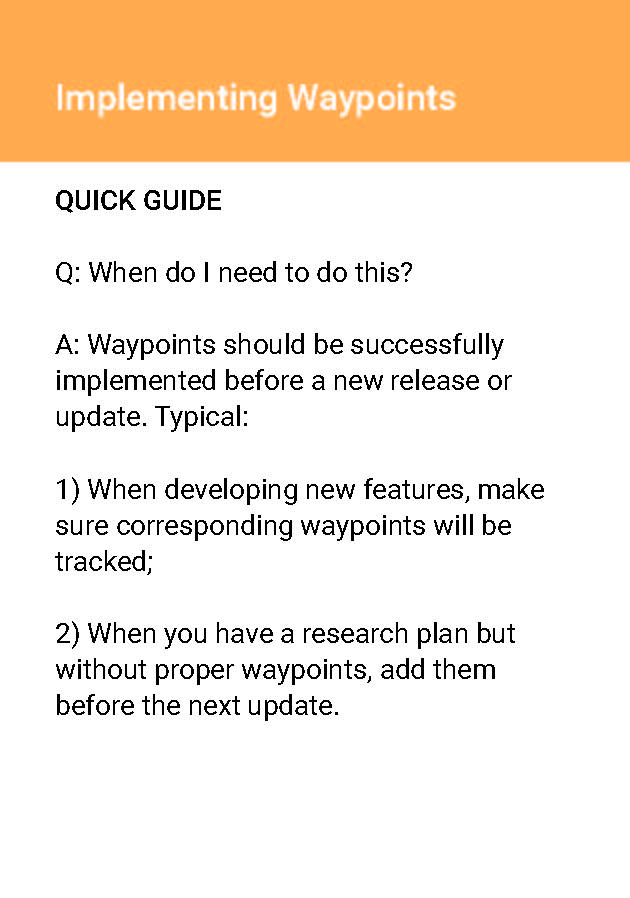 Implementing Waypoints
QUICK GUIDE
Q: When do I need to do this?
A: Waypoints should be successfully
implemented before a new release or
update. Typical:
1) When developing new features, make
sure corresponding waypoints will be
tracked;
2) When you have a research plan but
without proper waypoints, add them
before the next update.